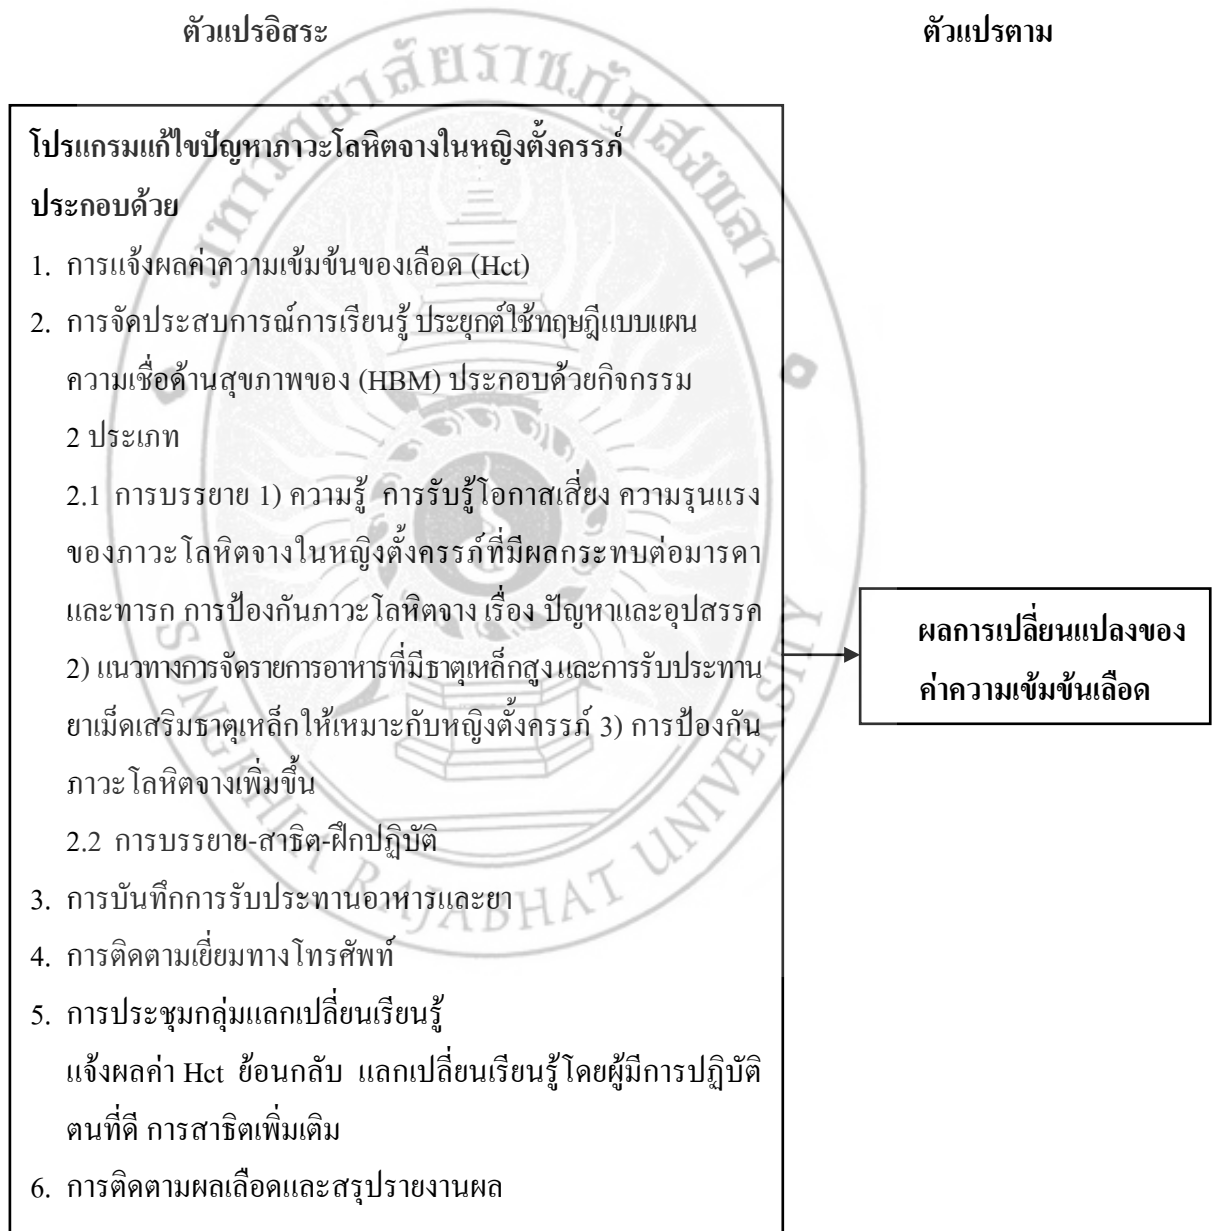 ตัวแปรอิสระ
ตัวแปรตาม
มหาวิทยาลัยราชภัฏสงขลา
โปรแกรมแก้ไขปัญหาภาวะโลหิตจางในหญิงตั้งครรภ์
ประกอบด้วย
1. การแจ้งผลค่าความเข้มข้นของเลือด (Hct)
2. การจัดประสบการณ์การเรียนรู้ ประยุกต์ใช้ทฤษฎีแบบแผน
ความเชื่อด้านสุขภาพของ (HBM) ประกอบด้วยกิจกรรม
2 ประเภท
2.1 การบรรยาย 1) ความรู้ การรับรู้โอกาสเสี่ยง ความรุนแรง
ของภาวะโลหิตจางในหญิงตั้งครรภ์ที่มีผลกระทบต่อมารดา
และทารก การป้องกันภาวะโลหิตจาง เรื่อง ปัญหาและอุปสรรค
2) แนวทางการจัดรายการอาหารที่มีธาตุเหล็กสูง และการรับประทาน
ยาเม็ดเสริมธาตุเหล็กให้เหมาะกับหญิงตั้งครรภ์ 3) การป้องกัน
ภาวะโลหิตจางเพิ่มขึ้น
2.2 การบรรยาย-สาธิต-ฝึกปฏิบัติ
3. การบันทึกการรับประทานอาหารและยา
4. การติดตามเยี่ยมทางโทรศัพท์
5. การประชุมกลุ่มแลกเปลี่ยนเรียนรู้
แจ้งผลค่า Hct ย้อนกลับ แลกเปลี่ยนเรียนรู้โดยผู้มีการปฏิบัติ
ตนที่ดี การสาธิตเพิ่มเติม
6. การติดตามผลเลือดและสรุปรายงานผล
ผลการเปลี่ยนแปลงของ
ค่าความเข้มข้นเลือด
SONGKHLA RAJABHAT UNIVERSITY